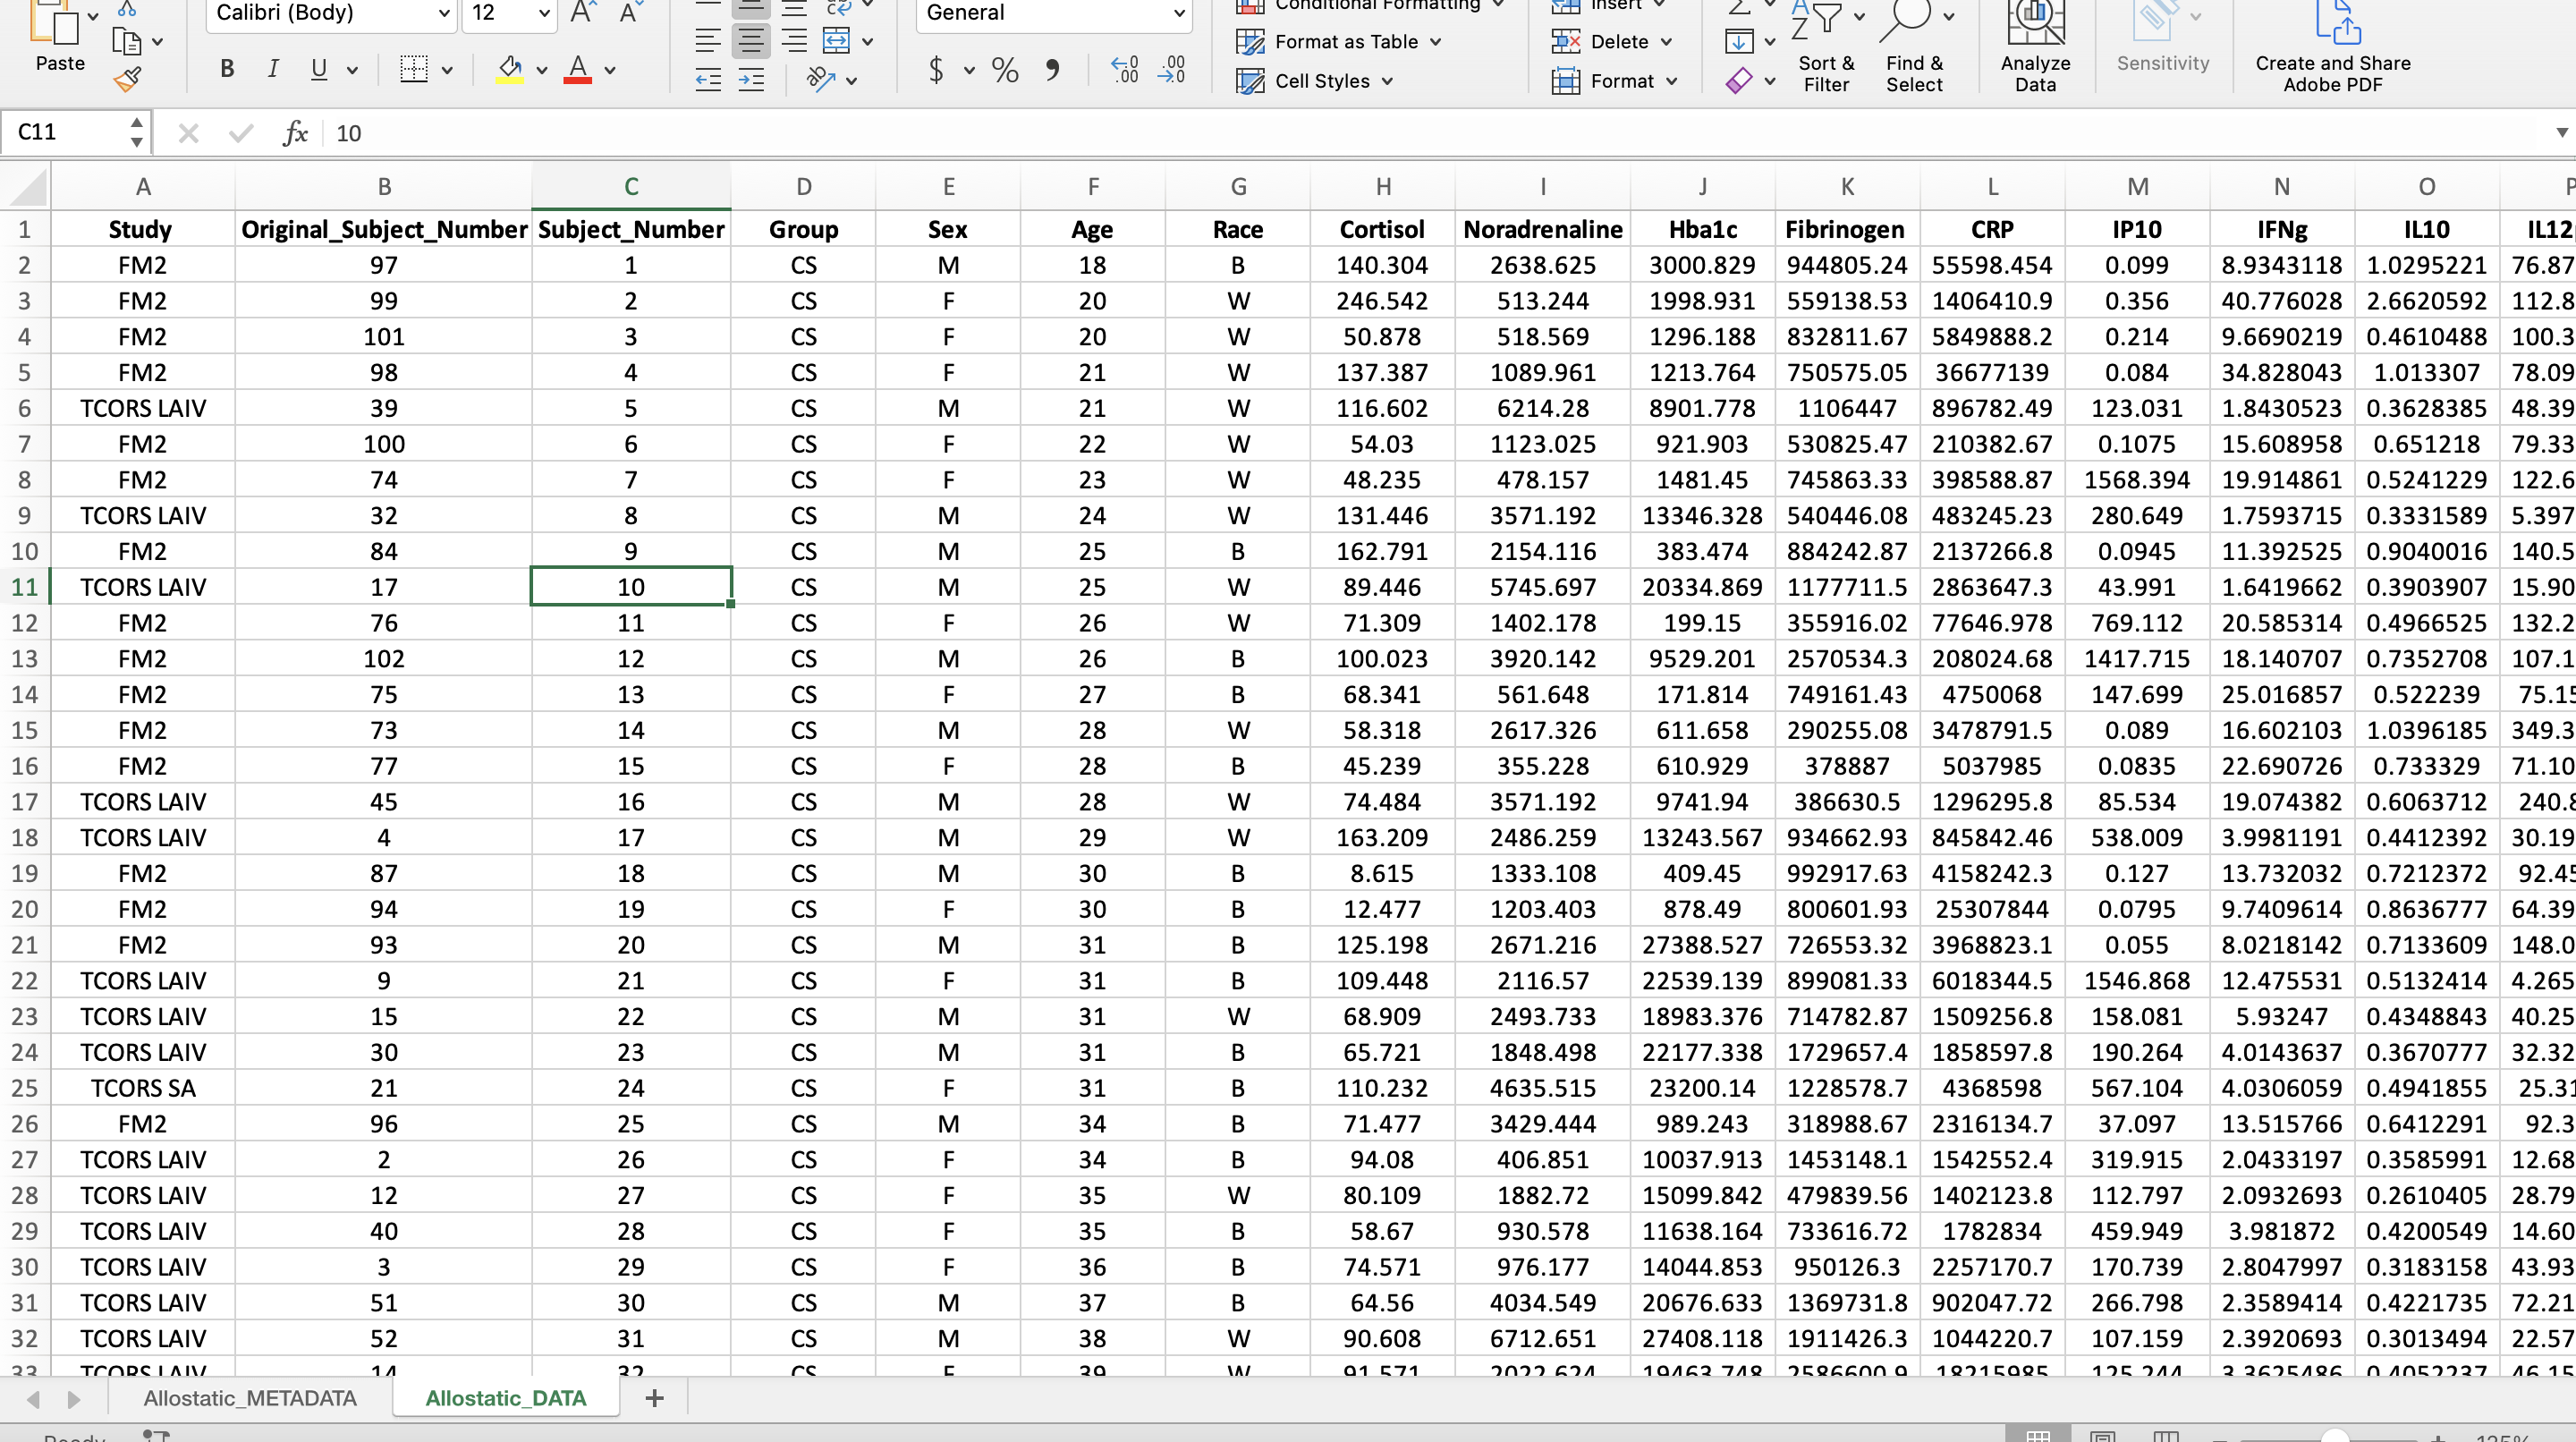 Calibri (Body) 12 A A General Conditional Formatting Insert
Paste B I U A $ % Format as Table Delete Sort & Filter Find & Select Analyze Data Sensitivity Create and Share Adobe PDF
Cell Styles Format
C11 fx 10
A B C D E F G H I J K L M N O P
1 Study Original_Subject_Number Subject_Number Group Sex Age Race Cortisol Noradrenaline Hba1c Fibrinogen CRP IP10 IFNg IL10 IL12
2 FM2 97 1 CS M 18 B 140.304 2638.625 3000.829 944805.24 55598.454 0.099 8.9343118 1.0295221 76.87
3 FM2 99 2 CS F 20 W 246.542 513.244 1998.931 559138.53 1406410.9 0.356 40.776028 2.6620592 112.8
4 FM2 101 3 CS F 20 W 50.878 518.569 1296.188 832811.67 5849888.2 0.214 9.6690219 0.4610488 100.3
5 FM2 98 4 CS F 21 W 137.387 1089.961 1213.764 750575.05 36677139 0.084 34.828043 1.013307 78.09
6 TCORS LAIV 39 5 CS M 21 W 116.602 6214.28 8901.778 1106447 896782.49 123.031 1.8430523 0.3628385 48.39
7 FM2 100 6 CS F 22 W 54.03 1123.025 921.903 530825.47 210382.67 0.1075 15.608958 0.651218 79.33
8 FM2 74 7 CS F 23 W 48.235 478.157 1481.45 745863.33 398588.87 1568.394 19.914861 0.5241229 122.6
9 TCORS LAIV 32 8 CS M 24 W 131.446 3571.192 13346.328 540446.08 483245.23 280.649 1.7593715 0.3331589 5.397
10 FM2 84 9 CS M 25 B 162.791 2154.116 383.474 884242.87 2137266.8 0.0945 11.392525 0.9040016 140.5
11 TCORS LAIV 17 10 CS M 25 W 89.446 5745.697 20334.869 1177711.5 2863647.3 43.991 1.6419662 0.3903907 15.90
12 FM2 76 11 CS F 26 W 71.309 1402.178 199.15 355916.02 77646.978 769.112 20.585314 0.4966525 132.2
13 FM2 102 12 CS M 26 B 100.023 3920.142 9529.201 2570534.3 208024.68 1417.715 18.140707 0.7352708 107.1
14 FM2 75 13 CS F 27 B 68.341 561.648 171.814 749161.43 4750068 147.699 25.016857 0.522239 75.15
15 FM2 73 14 CS M 28 W 58.318 2617.326 611.658 290255.08 3478791.5 0.089 16.602103 1.0396185 349.3
16 FM2 77 15 CS F 28 B 45.239 355.228 610.929 378887 5037985 0.0835 22.690726 0.733329 71.10
17 TCORS LAIV 45 16 CS M 28 W 74.484 3571.192 9741.94 386630.5 1296295.8 85.534 19.074382 0.6063712 240.8
18 TCORS LAIV 4 17 CS M 29 W 163.209 2486.259 13243.567 934662.93 845842.46 538.009 3.9981191 0.4412392 30.19
19 FM2 87 18 CS M 30 B 8.615 1333.108 409.45 992917.63 4158242.3 0.127 13.732032 0.7212372 92.45
20 FM2 94 19 CS F 30 B 12.477 1203.403 878.49 800601.93 25307844 0.0795 9.7409614 0.8636777 64.39
21 FM2 93 20 CS M 31 B 125.198 2671.216 27388.527 726553.32 3968823.1 0.055 8.0218142 0.7133609 148.0
22 TCORS LAIV 9 21 CS F 31 B 109.448 2116.57 22539.139 899081.33 6018344.5 1546.868 12.475531 0.5132414 4.265
23 TCORS LAIV 15 22 CS M 31 W 68.909 2493.733 18983.376 714782.87 1509256.8 158.081 5.93247 0.4348843 40.25
24 TCORS LAIV 30 23 CS M 31 B 65.721 1848.498 22177.338 1729657.4 1858597.8 190.264 4.0143637 0.3670777 32.32
25 TCORS SA 21 24 CS F 31 B 110.232 4635.515 23200.14 1228578.7 4368598 567.104 4.0306059 0.4941855 25.31
26 FM2 96 25 CS M 34 B 71.477 3429.444 989.243 318988.67 2316134.7 37.097 13.515766 0.6412291 92.3
27 TCORS LAIV 2 26 CS F 34 B 94.08 406.851 10037.913 1453148.1 1542552.4 319.915 2.0433197 0.3585991 12.68
28 TCORS LAIV 12 27 CS F 35 W 80.109 1882.72 15099.842 479839.56 1402123.8 112.797 2.0932693 0.2610405 28.79
29 TCORS LAIV 40 28 CS F 35 B 58.67 930.578 11638.164 733616.72 1782834 459.949 3.981872 0.4200549 14.60
30 TCORS LAIV 3 29 CS F 36 B 74.571 976.177 14044.853 950126.3 2257170.7 170.739 2.8047997 0.3183158 43.93
31 TCORS LAIV 51 30 CS M 37 B 64.56 4034.549 20676.633 1369731.8 902047.72 266.798 2.3589414 0.4221735 72.21
32 TCORS LAIV 52 31 CS M 38 W 90.608 6712.651 27408.118 1911426.3 1044220.7 107.159 2.3920693 0.3013494 22.57
33 TCORS LAIV 14 32 CS F 39 W 91.571 2022.624 19463.748 2586600.9 18215985 125.244 3.3625486 0.4052237 46.15
Allostatic_METADATA Allostatic_DATA +
Ready 125%